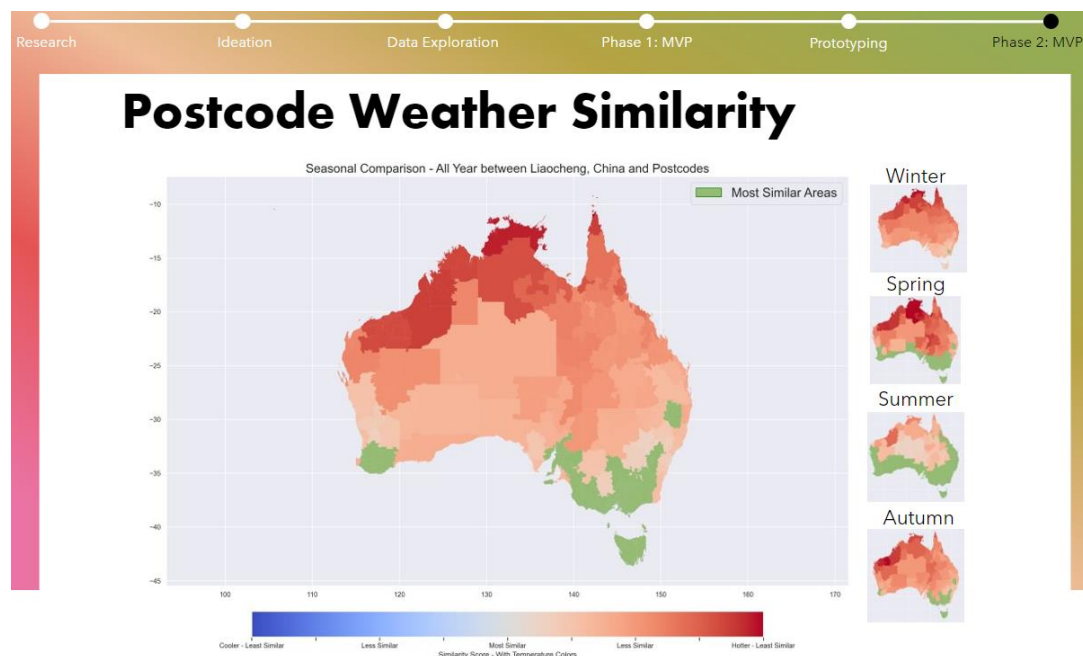 Research Ideation Data Exploration Phase 1: MVP Prototyping Phase 2: MVP
Postcode Weather Similarity
Seasonal Comparison - All Year between Liaocheng, China and Postcodes
Most Similar Areas
Winter
Spring
Summer
Autumn
−10
−15
−20
−25
−30
−35
−40
−45
100 110 120 130 140 150 160 170
Cooler - Least Similar Less Similar Most Similar Less Similar Hotter - Least Similar
Similarity Score - With Temperature Colors